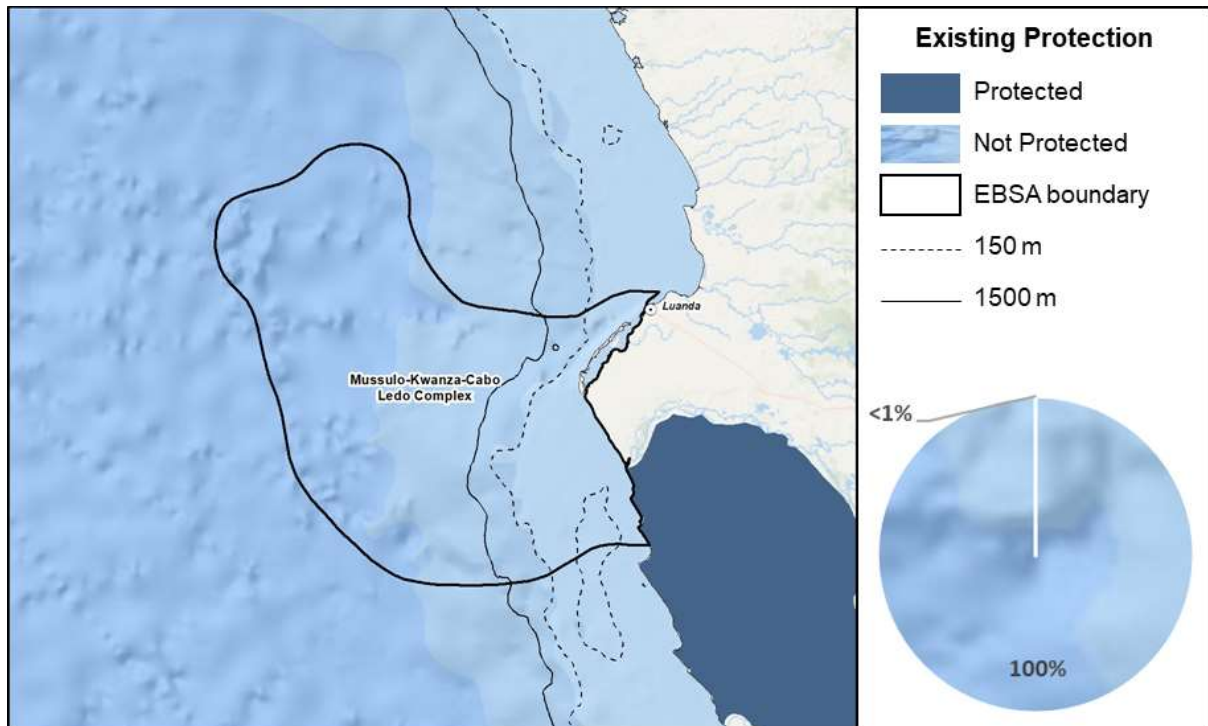 Luanda
Mussulo-Kwanza-Cabo
Ledo Complex
Existing Protection
Protected
Not Protected
EBSA boundary
150 m
1500 m
<1%
100%